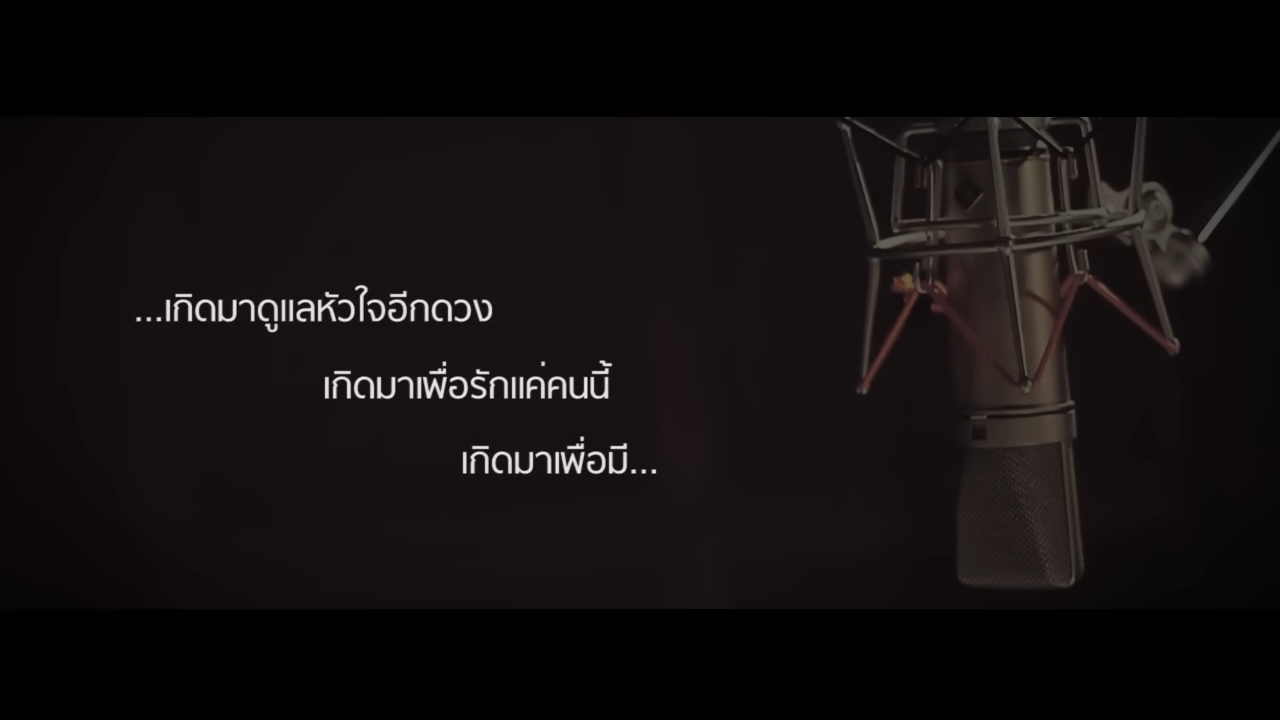 ...เกิดมาดูแลหัวใจอีกดวง
เกิดมาเพื่อรักแค่คนนี้
เกิดมาเพื่อมี...